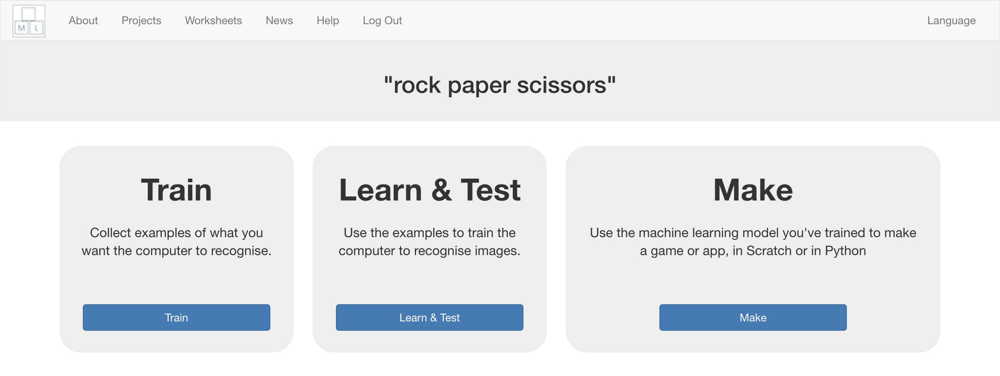 M L
About
Projects
Worksheets
News
Help
Log Out
Language
"rock paper scissors"
Train
Collect examples of what you
want the computer to recognise.
Train
Learn & Test
Use the examples to train the
computer to recognise images.
Learn & Test
Make
Use the machine learning model you've trained to make
a game or app, in Scratch or in Python
Make